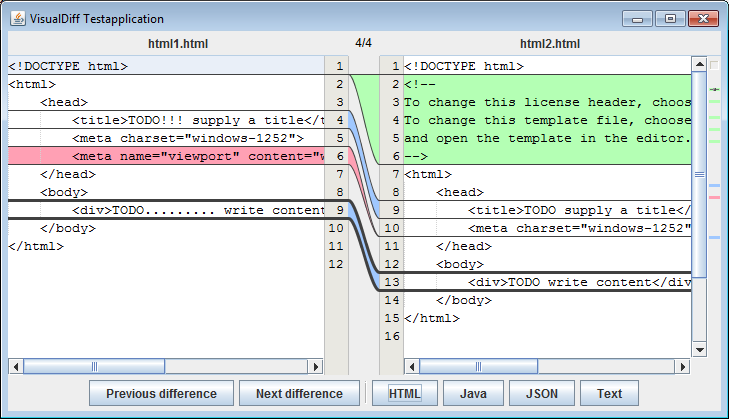 VisualDiff Testapplication
html1.html
4/4
html2.html
<!DOCTYPE html> 1
<html> 2
<head> 3
<title>TODO!!! supply a title</t 4
<meta charset="windows-1252"> 5
<meta name="viewport" content="w 6
</head> 7
<body> 8
<div>TODO......... write content 9
</body> 10
</html> 11
12
1 <!DOCTYPE html>
2 <!--
3 To change this license header, choos
4 To change this template file, choose
5 and open the template in the editor.
6 -->
7 <html>
8 <head>
9 <title>TODO supply a title</
10 <meta charset="windows-1252"
11 </head>
12 <body>
13 <div>TODO write content</div
14 </body>
15 </html>
16
Previous difference
Next difference
HTML
Java
JSON
Text